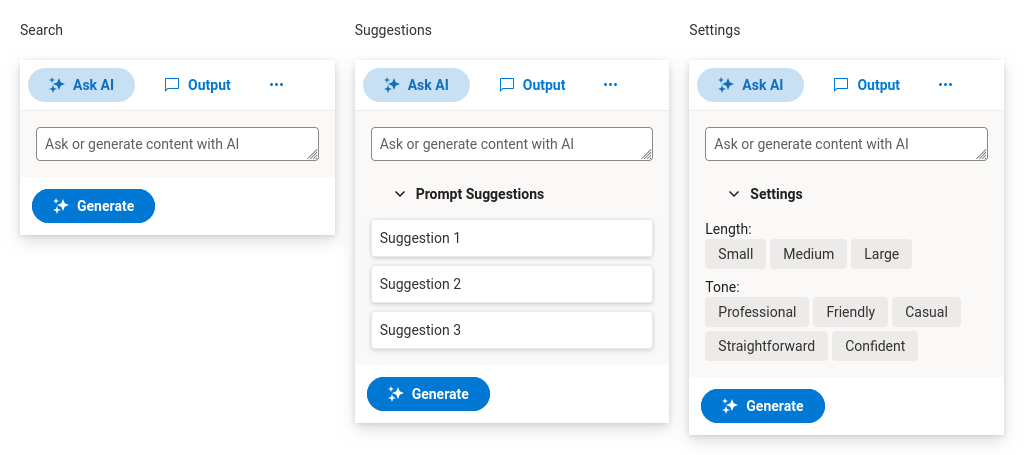 Search
Ask AI Output ···
Ask or generate content with AI
Generate
Suggestions
Ask AI Output ···
Ask or generate content with AI
Prompt Suggestions
Suggestion 1
Suggestion 2
Suggestion 3
Generate
Settings
Ask AI Output ···
Ask or generate content with AI
Settings
Length:
Small Medium Large
Tone:
Professional Friendly Casual
Straightforward Confident
Generate